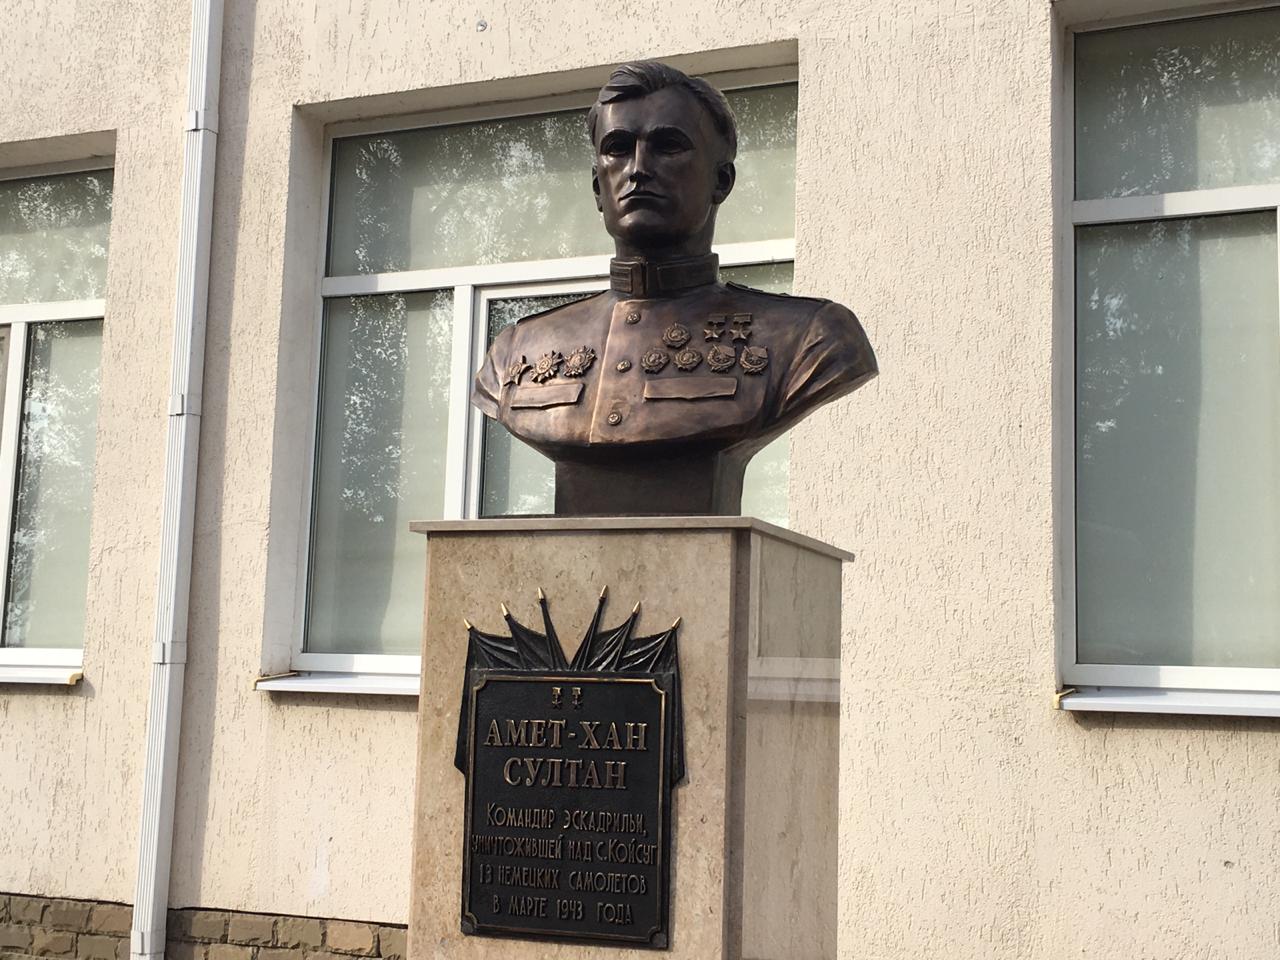 АМЕТ-ХАН
СУЛТАН
КОМАНДИР ЭСКАДРИЛЬИ,
УНИЧТОЖИВШЕЙ НАД С.КОЙСУГ
13 НЕМЕЦКИХ САМОЛЕТОВ
В МАРТЕ 1943 ГОДА